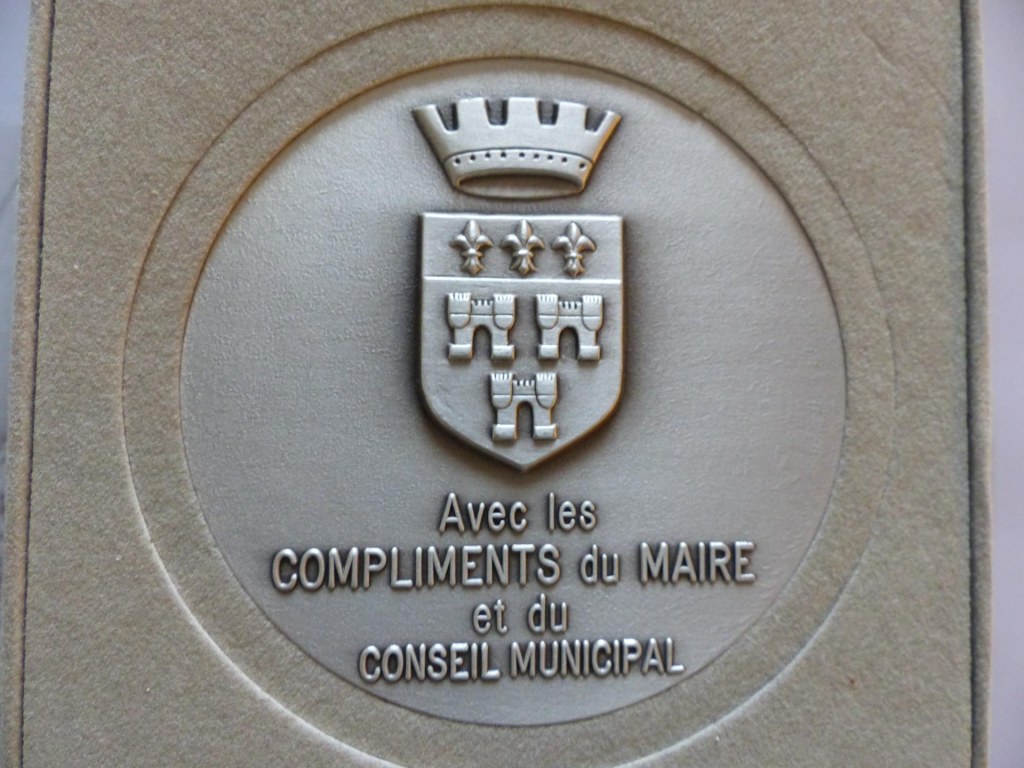 Avec les
COMPLIMENTS du MAIRE
et du
CONSEIL MUNICIPAL